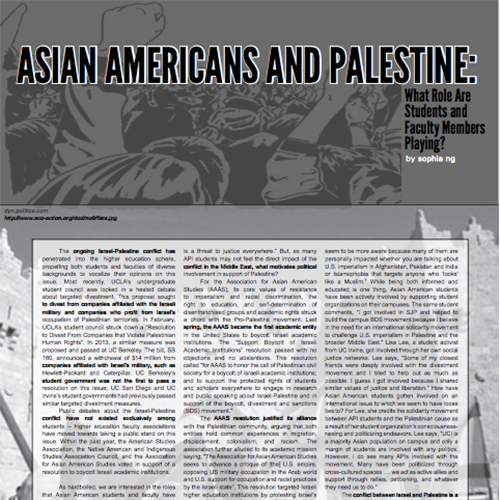 ASIAN AMERICANS AND PALESTINE:
What Role Are
Students and
Faculty Members
Playing?
by sophia ng
dyn.politico.com
http://www.aco-action.org/ded/red9/flera.jpg
The ongoing Israel-Palestine conflict has
penetrated into the higher education sphere,
propelling both students and faculties of diverse
backgrounds to vocalize their opinions on this
issue. Most recently, UCLA's undergraduate
student council was locked in a heated debate
about targeted divestment. This proposal sought
to divest from companies affiliated with the Israeli
military and companies who profit from Israel's
occupation of Palestinian territories. In February,
UCLA's student council struck down a "Resolution
to Divest From Companies that Violate Palestinian
Human Rights". In 2013, a similar measure was
proposed and passed at UC Berkeley. The bill, SB
160, announced a withdrawal of $14 million from
companies affiliated with Israel's military, such as
Hewlett-Packard and Caterpillar. UC Berkeley's
student government was not the first to pass a
resolution on this issue; UC San Diego and UC
Irvine's student governments had previously passed
similar targeted divestment measures.
Public debates about the Israel-Palestine
conflict have not existed exclusively among
students – higher education faculty associations
have moved towards taking a public stand on this
issue. Within the past year, the American Studies
Association, the Native American and Indigenous
Studies Association Council, and the Association
for Asian American Studies voted in support of a
resolution to boycott Israeli academic institutions.
As hardboiled, we are interested in the roles
that Asian American students and faculty have
is a threat to justice everywhere." But, as many
API students may not feel the direct impact of the
conflict in the Middle East, what motivates political
involvement in support of Palestine?
For the Association for Asian American
Studies (AAAS), its core values of resistance
to imperialism and racial discrimination, the
right to education, and self-determination of
disenfranchised groups and academic rights struck
a chord with the Pro-Palestine movement. Last
spring, the AAAS became the first academic entity
in the United States to boycott Israeli academic
institutions. The "Support Boycott of Israeli
Academic Institutions" resolution passed with no
objections and no abstentions. This resolution
called "for AAAS to honor the call of Palestinian civil
society for a boycott of Israeli academic institutions;
and to support the protected rights of students
and scholars everywhere to engage in research
and public speaking about Israel-Palestine and in
support of the boycott, divestment and sanctions
(BDS) movement."
The AAAS resolution justified its alliance
with the Palestinian community, arguing that both
entities hold common experiences in migration,
displacement, colonialism, and racism. The
association further alluded to its academic mission
saying, "The Association for Asian American Studies
seeks to advance a critique of [the] U.S. empire,
opposing US military occupation in the Arab world
and U.S. support for occupation and racist practices
by the Israeli-state". This resolution targeted Israeli
higher education institutions by protesting Israel's
seem to be more aware because many of them are
personally impacted whether you are talking about
U.S. imperialism in Afghanistan, Pakistan and India
or Islamophobia that targets anyone who 'looks'
like a Muslim." While being both informed and
educated is one thing, Asian American students
have been actively involved by supporting student
organizations on their campuses. The same student
comments, "I got involved in SJP and helped to
build the campus BDS movement because I believe
in the need for an international solidarity movement
to challenge U.S. imperialism in Palestine and the
broader Middle East." Lisa Lee, a student activist
from UC Irvine, got involved through her own social
justice networks. Lee says, "Some of my closest
friends were deeply involved with the divestment
movement and I tried to help out as much as
possible. I guess I got involved because I shared
similar values of justice and liberation." How have
Asian American students gotten involved on an
international issue to which we seem to have loose
ties to? For Lee, she credits the solidarity movement
between API students and the Palestinian cause as
a result of her student organization's consciousness-
raising and politicizing endeavors. Lee says, "UCI is
a majority Asian population on campus and only a
margin of students are involved with any politics.
However, I do see many API's involved with the
movement. Many have been politicized through
cross-cultured spaces .... we act as active allies and
support through rallies, petitioning, and whatever
they need us to do."
The conflict between Israel and Palestine is a